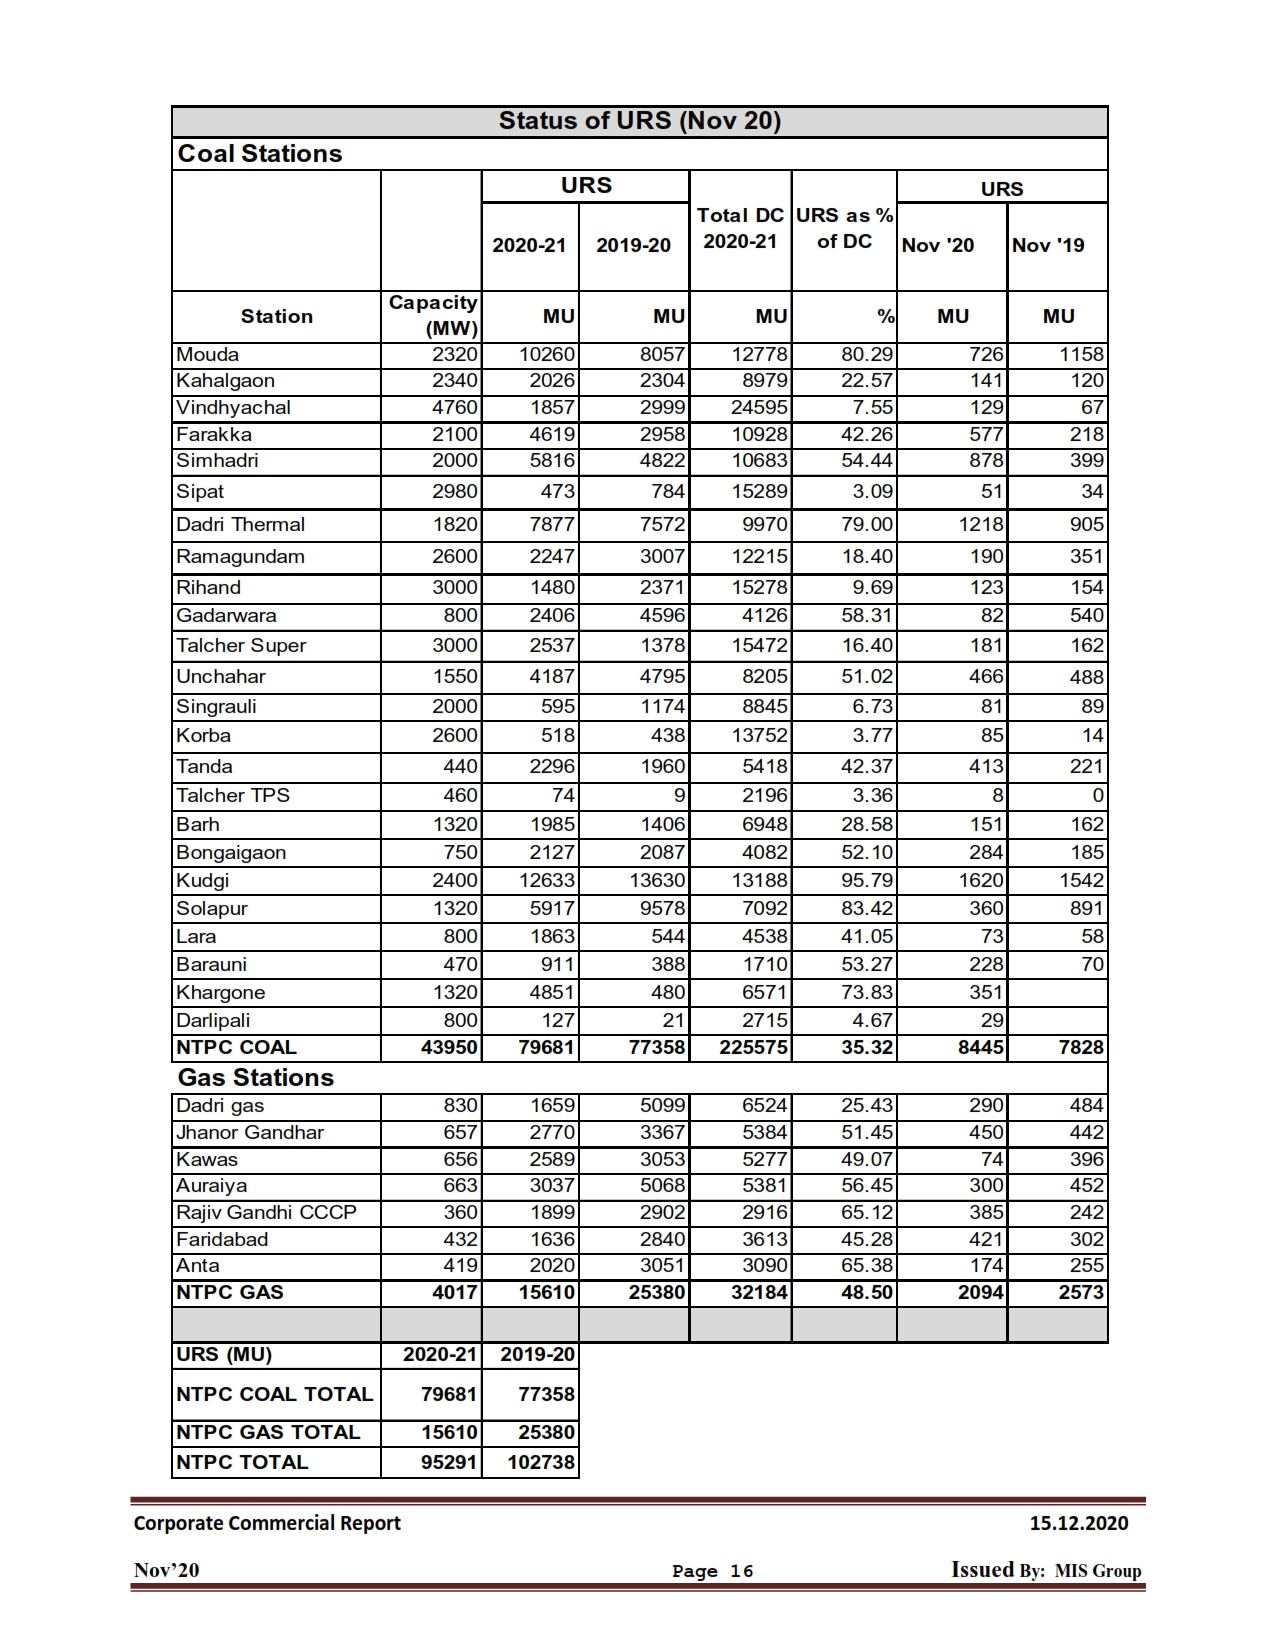 Status of URS (Nov 20)
Coal Stations
URS Total DC 2020-21 URS as % of DC URS
2020-21 2019-20 Nov '20 Nov '19
Station Capacity (MW) MU MU MU % MU MU
Mouda 2320 10260 8057 12778 80.29 726 1158
Kahalgaon 2340 2026 2304 8979 22.57 141 120
Vindhyachal 4760 1857 2999 24595 7.55 129 67
Farakka 2100 4619 2958 10928 42.26 577 218
Simhadri 2000 5816 4822 10683 54.44 878 399
Sipat 2980 473 784 15289 3.09 51 34
Dadri Thermal 1820 7877 7572 9970 79.00 1218 905
Ramagundam 2600 2247 3007 12215 18.40 190 351
Rihand 3000 1480 2371 15278 9.69 123 154
Gadarwara 800 2406 4596 4126 58.31 82 540
Talcher Super 3000 2537 1378 15472 16.40 181 162
Unchahar 1550 4187 4795 8205 51.02 466 488
Singrauli 2000 595 1174 8845 6.73 81 89
Korba 2600 518 438 13752 3.77 85 14
Tanda 440 2296 1960 5418 42.37 413 221
Talcher TPS 460 74 9 2196 3.36 8 0
Barh 1320 1985 1406 6948 28.58 151 162
Bongaigaon 750 2127 2087 4082 52.10 284 185
Kudgi 2400 12633 13630 13188 95.79 1620 1542
Solapur 1320 5917 9578 7092 83.42 360 891
Lara 800 1863 544 4538 41.05 73 58
Barauni 470 911 388 1710 53.27 228 70
Khargone 1320 4851 480 6571 73.83 351
Darlipali 800 127 21 2715 4.67 29
NTPC COAL 43950 79681 77358 225575 35.32 8445 7828
Gas Stations
Dadri gas 830 1659 5099 6524 25.43 290 484
Jhanor Gandhar 657 2770 3367 5384 51.45 450 442
Kawas 656 2589 3053 5277 49.07 74 396
Auraiya 663 3037 5068 5381 56.45 300 452
Rajiv Gandhi CCCP 360 1899 2902 2916 65.12 385 242
Faridabad 432 1636 2840 3613 45.28 421 302
Anta 419 2020 3051 3090 65.38 174 255
NTPC GAS 4017 15610 25380 32184 48.50 2094 2573
URS (MU) 2020-21 2019-20
NTPC COAL TOTAL 79681 77358
NTPC GAS TOTAL 15610 25380
NTPC TOTAL 95291 102738
Corporate Commercial Report 15.12.2020
Nov’20 Page 16 Issued By: MIS Group